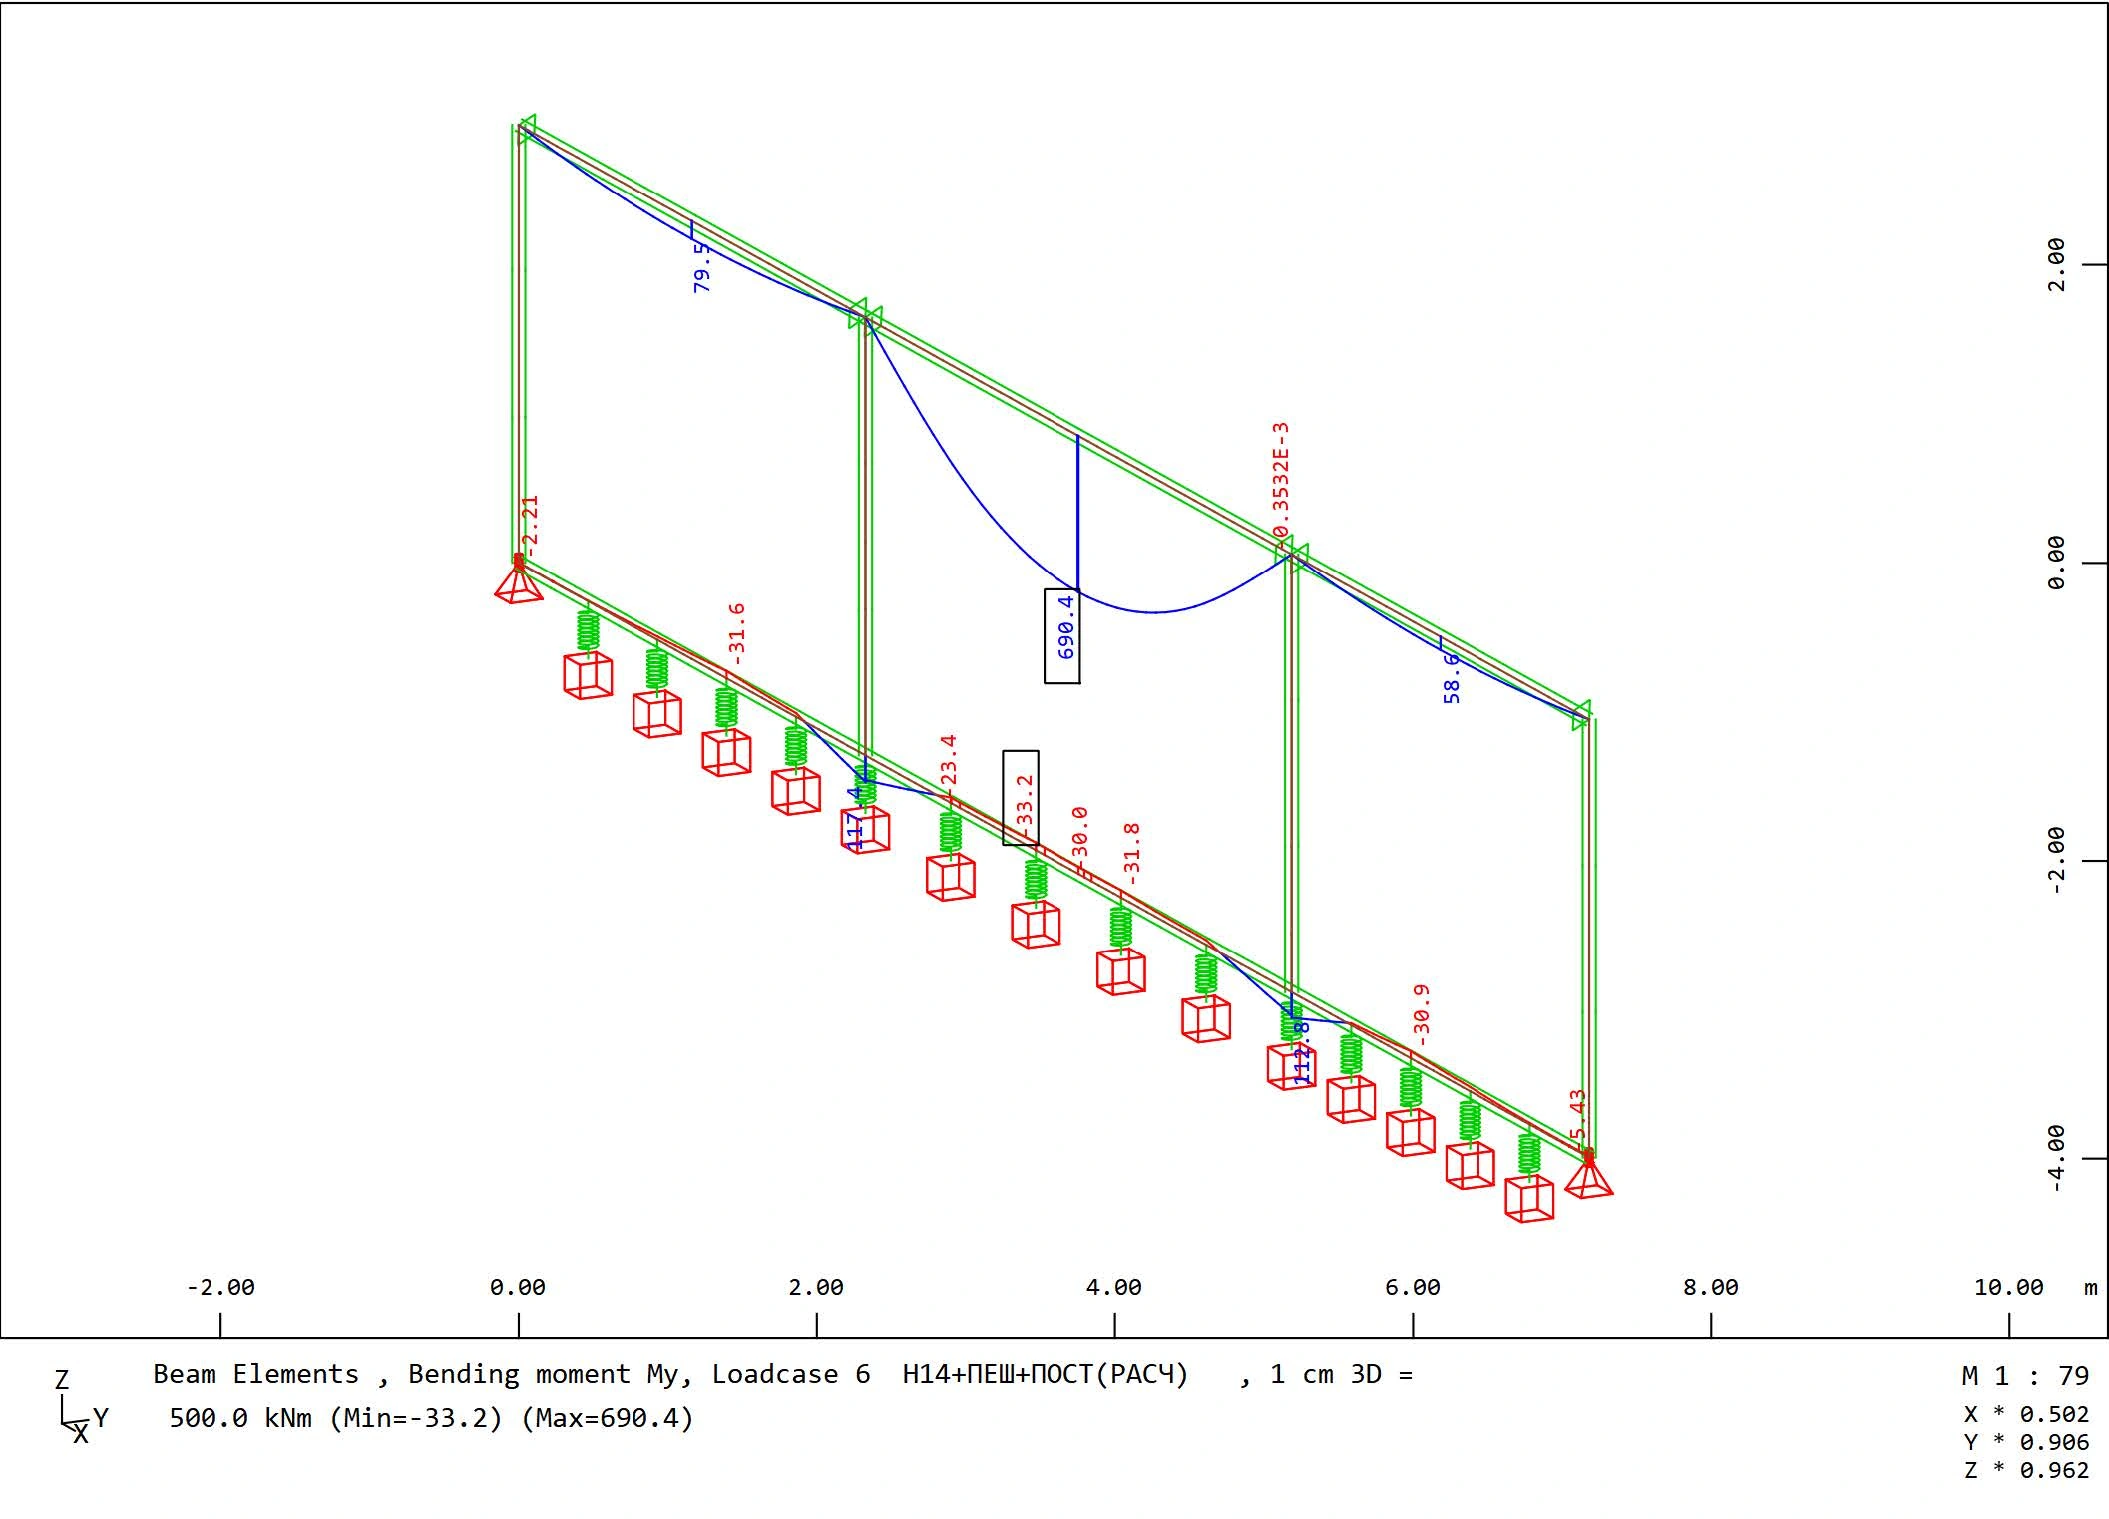 79.5
-0.3532E-3
2.00
-2.21
0.00
690.4
-31.6
58.6
23.4
-33.2
117.4
-30.0
-31.8
-2.00
-30.9
112.8
5.43
-4.00
-2.00 0.00 2.00 4.00 6.00 8.00 10.00 m
Z
Y
X
Beam Elements , Bending moment My, Loadcase 6 Н14+ПЕШ+ПОСТ(РАСЧ) , 1 cm 3D =
500.0 kNm (Min=-33.2) (Max=690.4)
M 1 : 79
X * 0.502
Y * 0.906
Z * 0.962